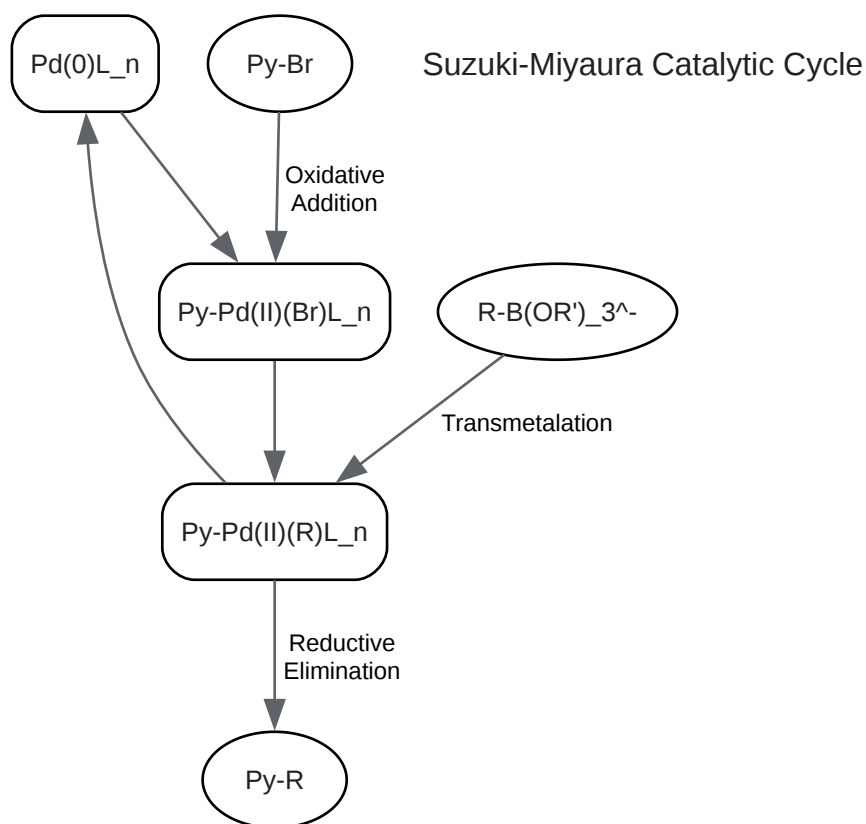 Pd(0)L_n
Py-Br
Suzuki-Miyaura Catalytic Cycle
Oxidative
Addition
Py-Pd(II)(Br)L_n
R-B(OR')_3^-
Transmetalation
Py-Pd(II)(R)L_n
Reductive
Elimination
Py-R